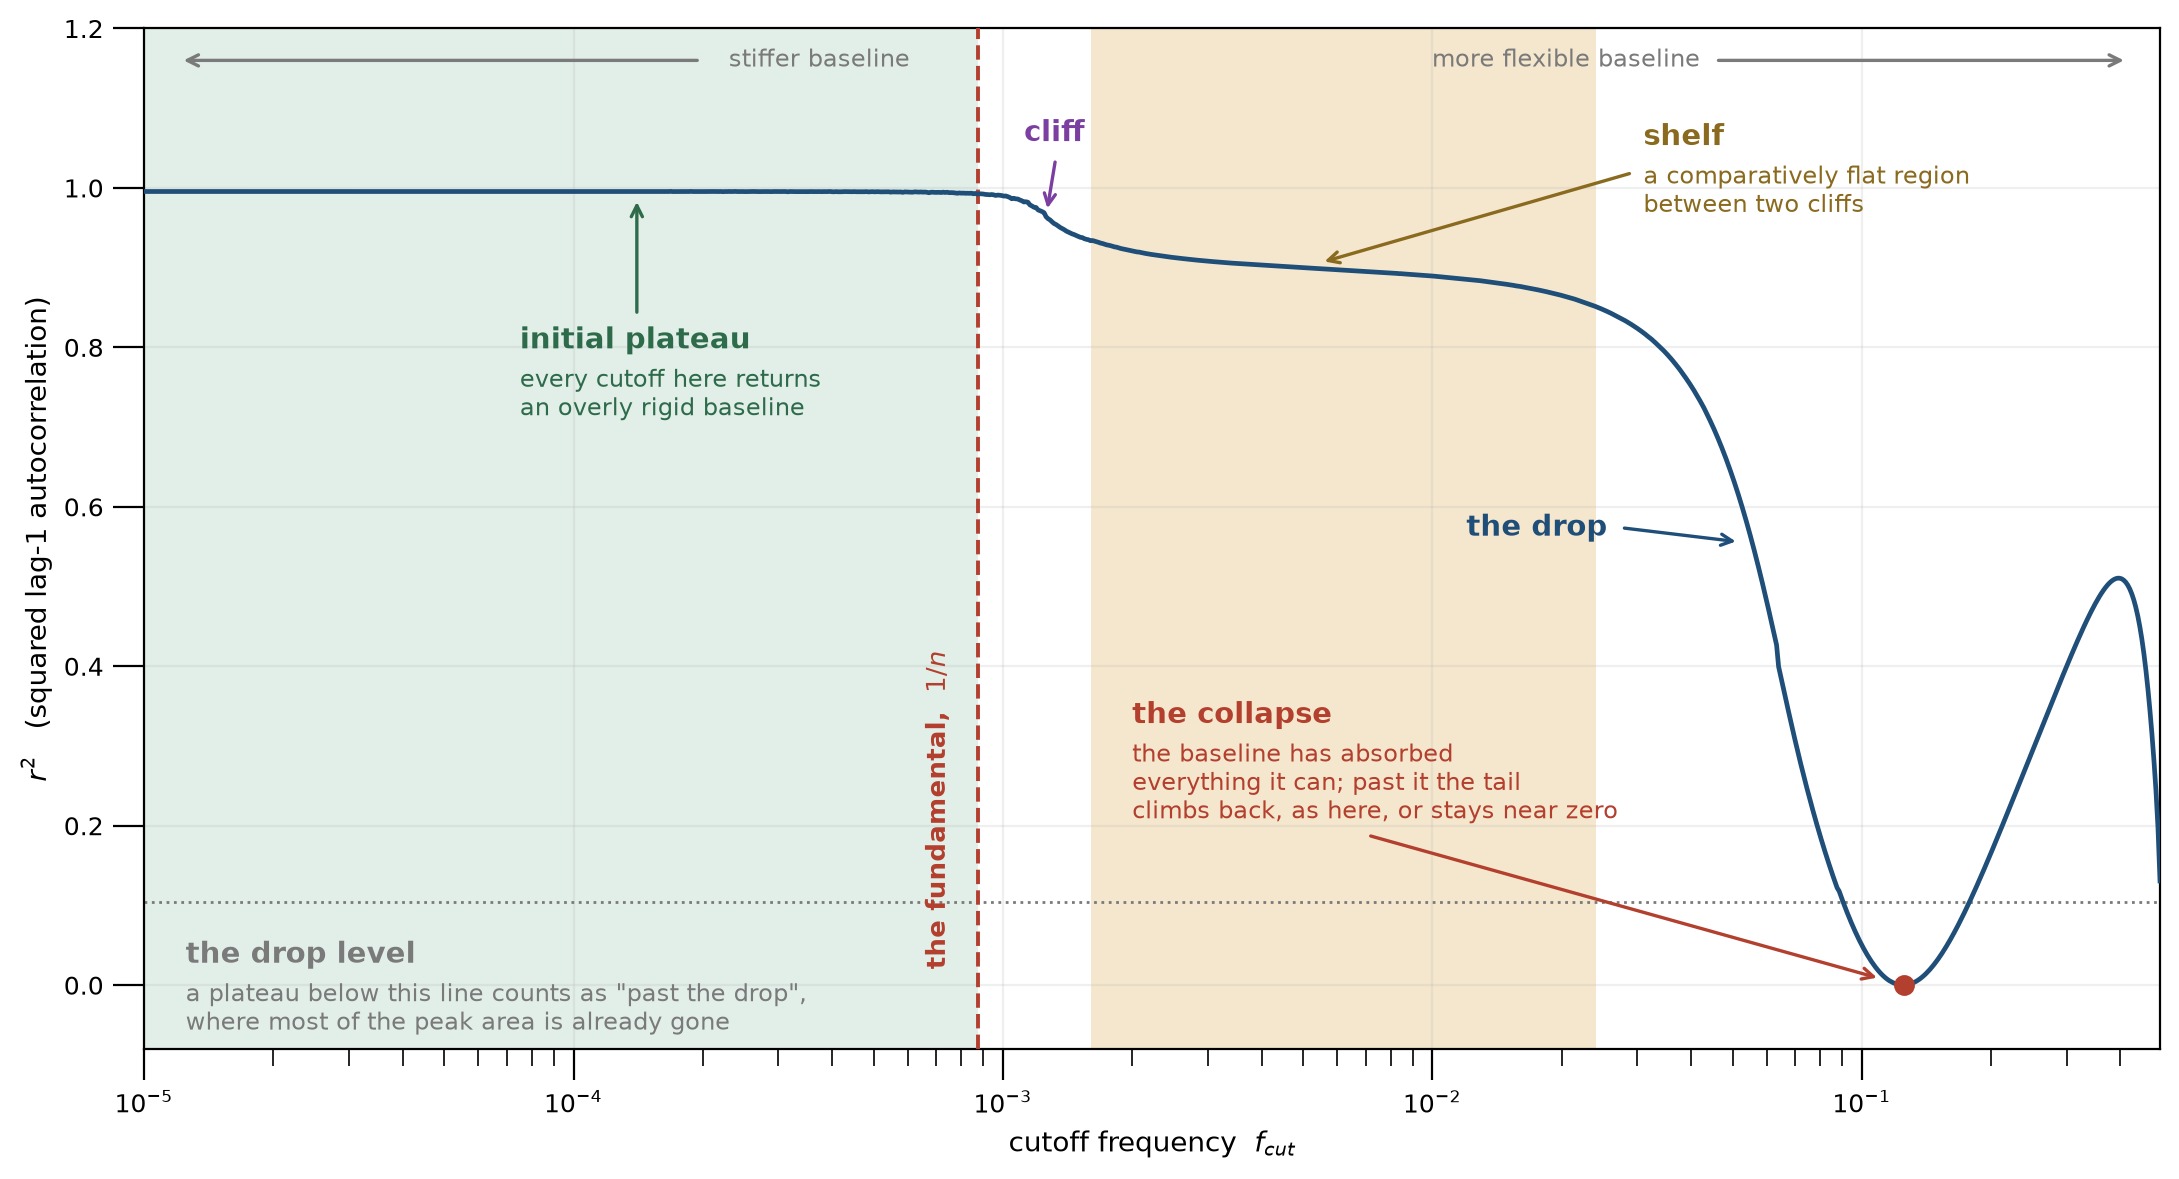 1.2
1.0
0.8
0.6
0.4
0.2
0.0
r² (squared lag-1 autocorrelation)
stiffer baseline
more flexible baseline
cliff
shelf
a comparatively flat region
between two cliffs
initial plateau
every cutoff here returns
an overly rigid baseline
the drop
the fundamental, 1/n
the collapse
the baseline has absorbed
everything it can; past it the tail
climbs back, as here, or stays near zero
the drop level
a plateau below this line counts as "past the drop",
where most of the peak area is already gone
10⁻⁵ 10⁻⁴ 10⁻³ 10⁻² 10⁻¹
cutoff frequency f_cut